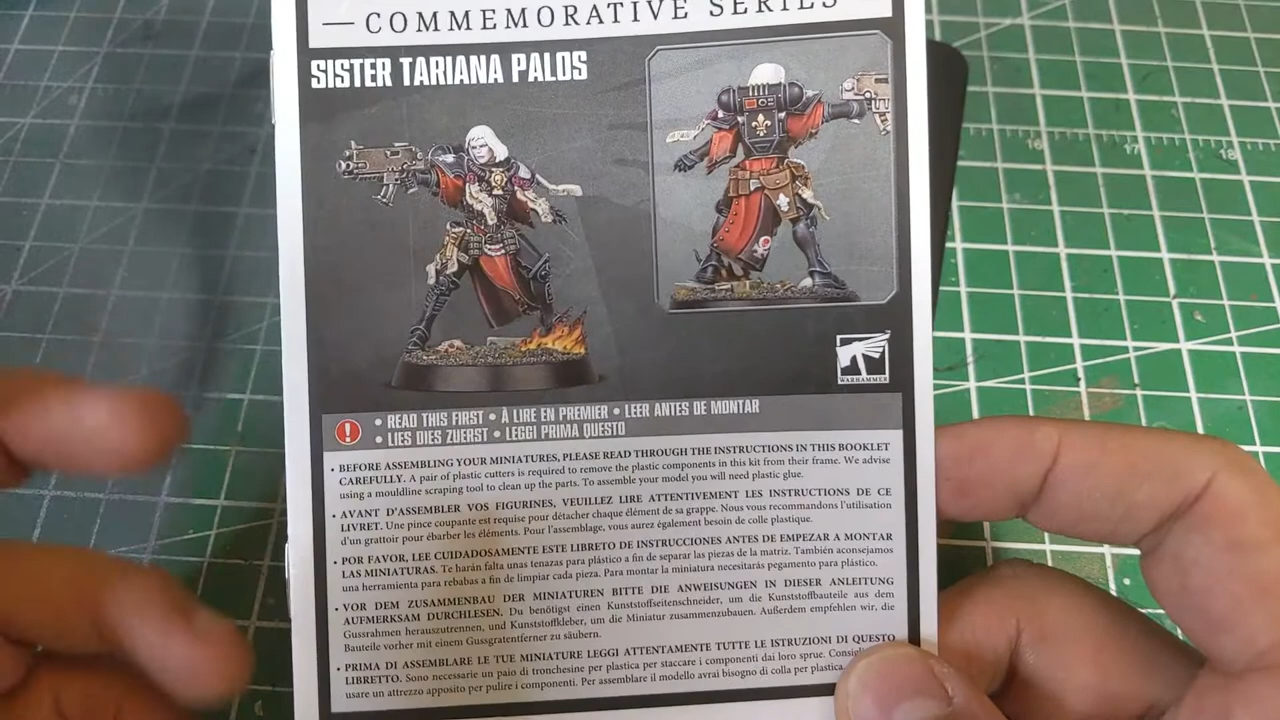 — COMMEMORATIVE SERIES
SISTER TARIANA PALOS
WARHAMMER
16 17 18
! • READ THIS FIRST • À LIRE EN PREMIER • LEER ANTES DE MONTAR
• LIES DIES ZUERST • LEGGI PRIMA QUESTO
• BEFORE ASSEMBLING YOUR MINIATURES, PLEASE READ THROUGH THE INSTRUCTIONS IN THIS BOOKLET
CAREFULLY. A pair of plastic cutters is required to remove the plastic components in this kit from their frame. We advise
using a mouldline scraping tool to clean up the parts. To assemble your model you will need plastic glue.
• AVANT D'ASSEMBLER VOS FIGURINES, VEUILLEZ LIRE ATTENTIVEMENT LES INSTRUCTIONS DE CE
LIVRET. Une pince coupante est requise pour détacher chaque élément de sa grappe. Nous vous recommandons l'utilisation
d'un grattoir pour ébarber les éléments. Pour l'assemblage, vous aurez également besoin de colle plastique.
• POR FAVOR, LEE CUIDADOSAMENTE ESTE LIBRETO DE INSTRUCCIONES ANTES DE EMPEZAR A MONTAR
LAS MINIATURAS. Te harán falta unas tenazas para plástico a fin de separar las piezas de la matriz. También aconsejamos
una herramienta para rebabas a fin de limpiar cada pieza. Para montar la miniatura necesitarás pegamento para plástico.
• VOR DEM ZUSAMMENBAU DER MINIATUREN BITTE DIE ANWEISUNGEN IN DIESER ANLEITUNG
AUFMERKSAM DURCHLESEN. Du benötigst einen Kunststoffseitenschneider, um die Kunststoffbauteile aus dem
Gussrahmen herauszutrennen, und Kunststoffkleber, um die Miniatur zusammenzubauen. Außerdem empfehlen wir, die
Bauteile vorher mit einem Gussgratentferner zu säubern.
• PRIMA DI ASSEMBLARE LE TUE MINIATURE LEGGI ATTENTAMENTE TUTTE LE ISTRUZIONI DI QUESTO
LIBRETTO. Sono necessarie un paio di tronchesine per plastica per staccare i componenti dai loro sprue.
usare un attrezzo apposito per pulire i componenti. Per assemblare il modello avrai bisogno di colla per plastica